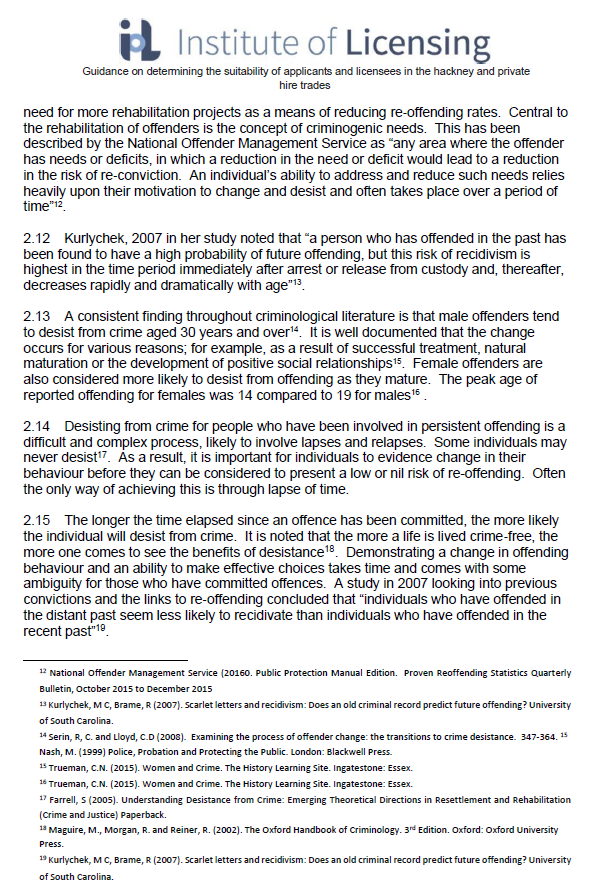 iol Institute of Licensing
Guidance on determining the suitability of applicants and licensees in the hackney and private
hire trades
need for more rehabilitation projects as a means of reducing re-offending rates. Central to
the rehabilitation of offenders is the concept of criminogenic needs. This has been
described by the National Offender Management Service as “any area where the offender
has needs or deficits, in which a reduction in the need or deficit would lead to a reduction
in the risk of re-conviction. An individual’s ability to address and reduce such needs relies
heavily upon their motivation to change and desist and often takes place over a period of
time”12.
2.12 Kurlychek, 2007 in her study noted that “a person who has offended in the past has
been found to have a high probability of future offending, but this risk of recidivism is
highest in the time period immediately after arrest or release from custody and, thereafter,
decreases rapidly and dramatically with age”13.
2.13 A consistent finding throughout criminological literature is that male offenders tend
to desist from crime aged 30 years and over14. It is well documented that the change
occurs for various reasons; for example, as a result of successful treatment, natural
maturation or the development of positive social relationships15. Female offenders are
also considered more likely to desist from offending as they mature. The peak age of
reported offending for females was 14 compared to 19 for males16 .
2.14 Desisting from crime for people who have been involved in persistent offending is a
difficult and complex process, likely to involve lapses and relapses. Some individuals may
never desist17. As a result, it is important for individuals to evidence change in their
behaviour before they can be considered to present a low or nil risk of re-offending. Often
the only way of achieving this is through lapse of time.
2.15 The longer the time elapsed since an offence has been committed, the more likely
the individual will desist from crime. It is noted that the more a life is lived crime-free, the
more one comes to see the benefits of desistance18. Demonstrating a change in offending
behaviour and an ability to make effective choices takes time and comes with some
ambiguity for those who have committed offences. A study in 2007 looking into previous
convictions and the links to re-offending concluded that “individuals who have offended in
the distant past seem less likely to recidivate than individuals who have offended in the
recent past”19.
12 National Offender Management Service (20160. Public Protection Manual Edition. Proven Reoffending Statistics Quarterly
Bulletin, October 2015 to December 2015
13 Kurlychek, M C, Brame, R (2007). Scarlet letters and recidivism: Does an old criminal record predict future offending? University
of South Carolina.
14 Serin, R, C. and Lloyd, C.D (2008). Examining the process of offender change: the transitions to crime desistance. 347-364. 15
Nash, M. (1999) Police, Probation and Protecting the Public. London: Blackwell Press.
15 Trueman, C.N. (2015). Women and Crime. The History Learning Site. Ingatestone: Essex.
16 Trueman, C.N. (2015). Women and Crime. The History Learning Site. Ingatestone: Essex.
17 Farrell, S (2005). Understanding Desistance from Crime: Emerging Theoretical Directions in Resettlement and Rehabilitation
(Crime and Justice) Paperback.
18 Maguire, M., Morgan, R. and Reiner, R. (2002). The Oxford Handbook of Criminology. 3rd Edition. Oxford: Oxford University
Press.
19 Kurlychek, M C, Brame, R (2007). Scarlet letters and recidivism: Does an old criminal record predict future offending? University
of South Carolina.